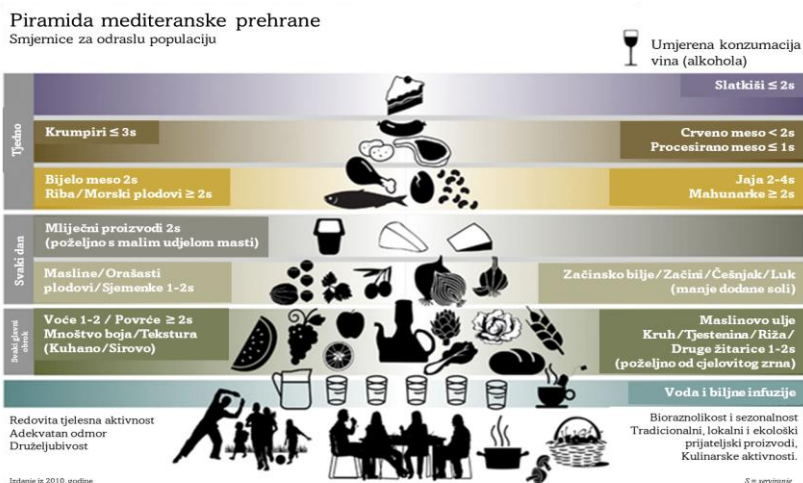 Piramida mediteranske prehrane
Smjernice za odraslu populaciju
Umjerena konzumacija
vina (alkohola)
Tjedno
Slatkiši ≤ 2s
Krumpiri ≤ 3s
Crveno meso < 2s
Procesirano meso ≤ 1s
Bijelo meso 2s
Riba/Morski plodovi ≥ 2s
Jaja 2-4s
Mahunarke ≥ 2s
Svaki dan
Mliječni proizvodi 2s
(poželjno s malim udjelom masti)
Masline/Orašasti
plodovi/Sjemenke 1-2s
Začinsko bilje/Začini/Češnjak/Luk
(manje dodane soli)
Svaki glavni
obrok
Voće 1-2 / Povrće ≥ 2s
Mnoštvo boja/Tekstura
(Kuhano/Sirovo)
Maslinovo ulje
Kruh/Tjestenina/Riža/
Druge žitarice 1-2s
(poželjno od cjelovitog zrna)
Voda i biljne infuzije
Redovita tjelesna aktivnost
Adekvatan odmor
Druželjubivost
Bioraznolikost i sezonalnost
Tradicionalni, lokalni i ekološki
prijateljski proizvodi,
Kulinarske aktivnosti.
Izdanje iz 2010. godine
S = serviranje